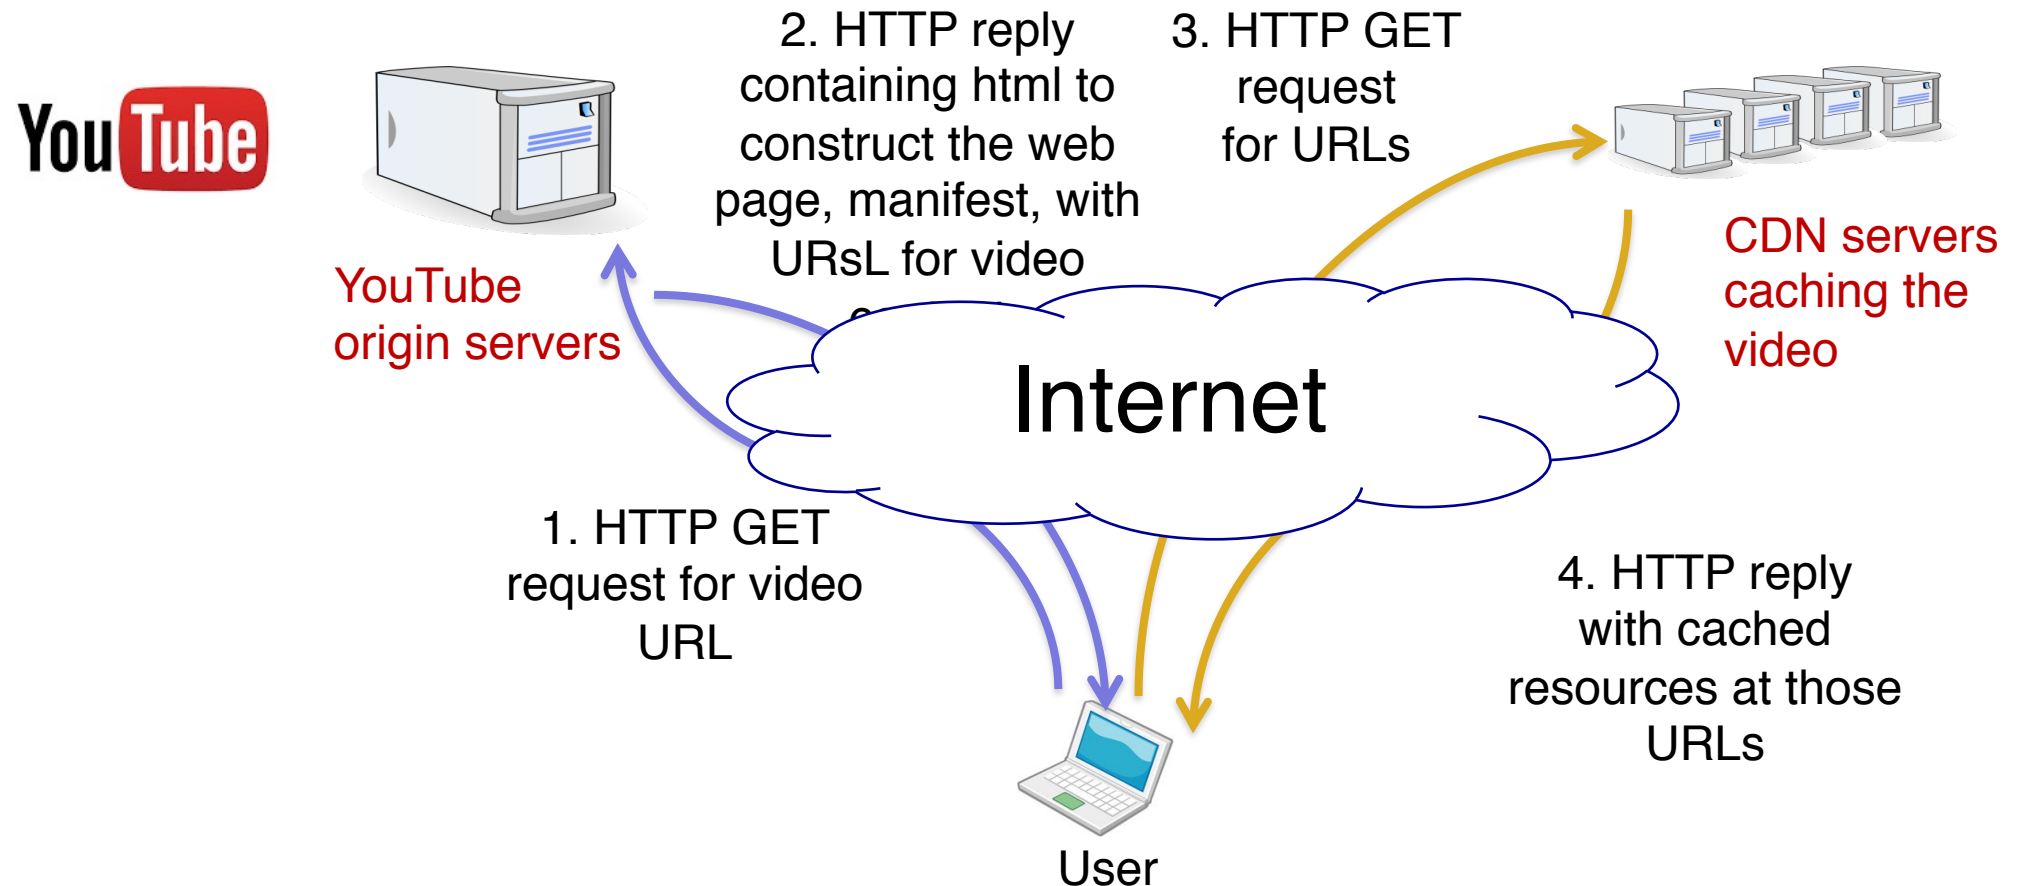 YouTube
2. HTTP reply
containing html to
construct the web
page, manifest, with
URsL for video
3. HTTP GET
request
for URLs
CDN servers
caching the
video
YouTube
origin servers
Internet
1. HTTP GET
request for video
URL
4. HTTP reply
with cached
resources at those
URLs
User